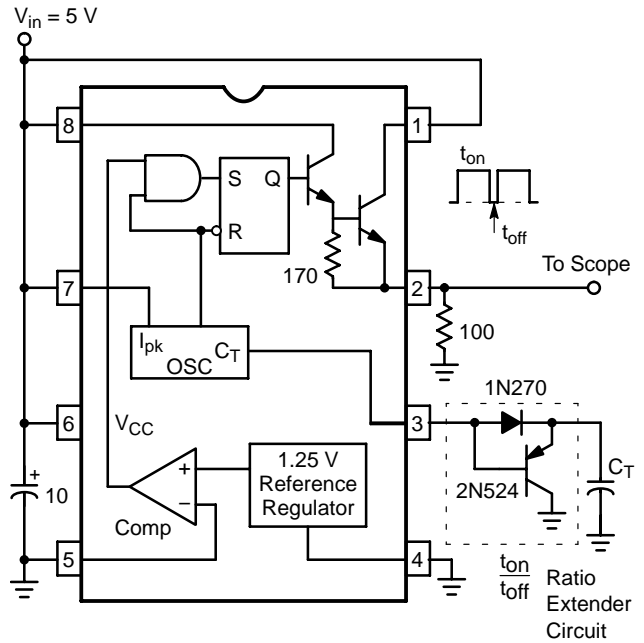 Vin = 5 V
8
1
S Q
R
170
ton
toff
7
2
To Scope
100
Ipk
OSC
CT
VCC
6
3
1N270
2N524
CT
+
10
Comp
+
−
1.25 V
Reference
Regulator
5
4
ton
toff
Ratio
Extender
Circuit